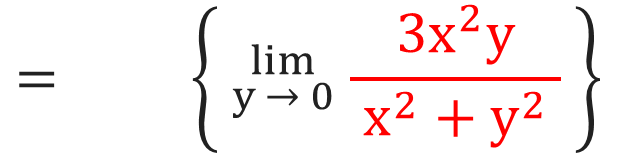 = { lim y → 0 3x²y / x² + y² }